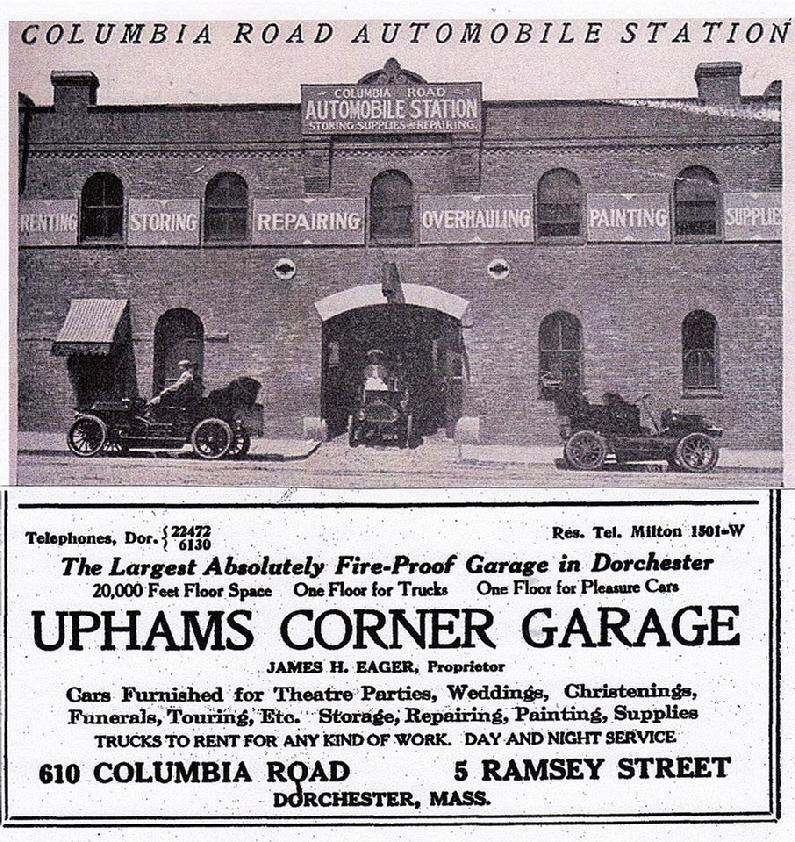 COLUMBIA ROAD AUTOMOBILE STATION
COLUMBIA ROAD
AUTOMOBILE STATION
STORING, SUPPLIES REPAIRING.
RENTING STORING REPAIRING OVERHAULING PAINTING SUPPLIES
Telephones, Dor. { 22472
6130
Res. Tel. Milton 1501-W
The Largest Absolutely Fire-Proof Garage in Dorchester
20,000 Feet Floor Space One Floor for Trucks One Floor for Pleasure Cars
UPHAMS CORNER GARAGE
JAMES H. EAGER, Proprietor
Cars Furnished for Theatre Parties, Weddings, Christenings,
Funerals, Touring, Etc. Storage, Repairing, Painting, Supplies
TRUCKS TO RENT FOR ANY KIND OF WORK. DAY AND NIGHT SERVICE
610 COLUMBIA ROAD 5 RAMSEY STREET
DORCHESTER, MASS.